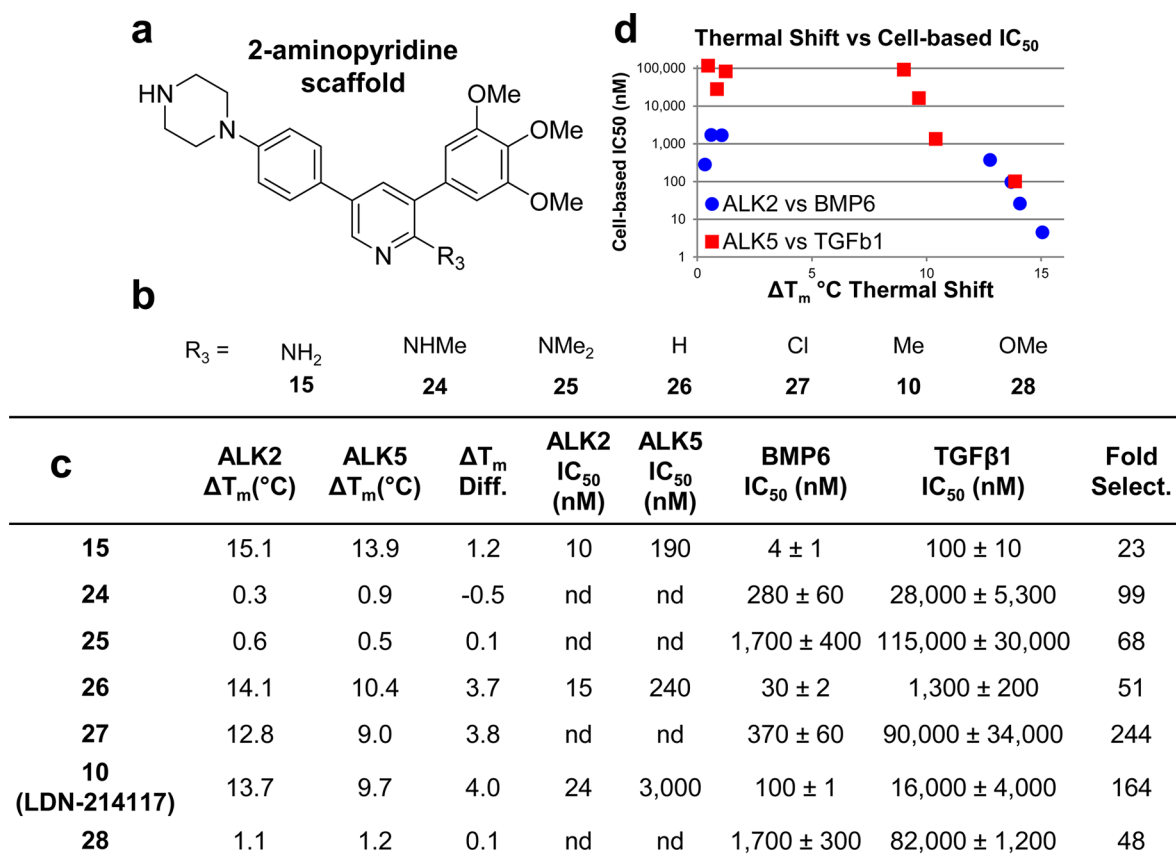 a
2-aminopyridine
scaffold
HN
N
OMe
OMe
OMe
N
R3
d
Thermal Shift vs Cell-based IC50
Cell-based IC50 (nM)
100,000
10,000
1,000
100
10
1
ALK2 vs BMP6
ALK5 vs TGFb1
0 5 10 15
ΔTm °C Thermal Shift
b
R3 = NH2 NHMe NMe2 H Cl Me OMe
15 24 25 26 27 10 28
c
ALK2 ΔTm(°C) ALK5 ΔTm(°C) ΔTm Diff. ALK2 IC50 (nM) ALK5 IC50 (nM) BMP6 IC50 (nM) TGFβ1 IC50 (nM) Fold Select.
15 15.1 13.9 1.2 10 190 4 ± 1 100 ± 10 23
24 0.3 0.9 -0.5 nd nd 280 ± 60 28,000 ± 5,300 99
25 0.6 0.5 0.1 nd nd 1,700 ± 400 115,000 ± 30,000 68
26 14.1 10.4 3.7 15 240 30 ± 2 1,300 ± 200 51
27 12.8 9.0 3.8 nd nd 370 ± 60 90,000 ± 34,000 244
10 (LDN-214117) 13.7 9.7 4.0 24 3,000 100 ± 1 16,000 ± 4,000 164
28 1.1 1.2 0.1 nd nd 1,700 ± 300 82,000 ± 1,200 48